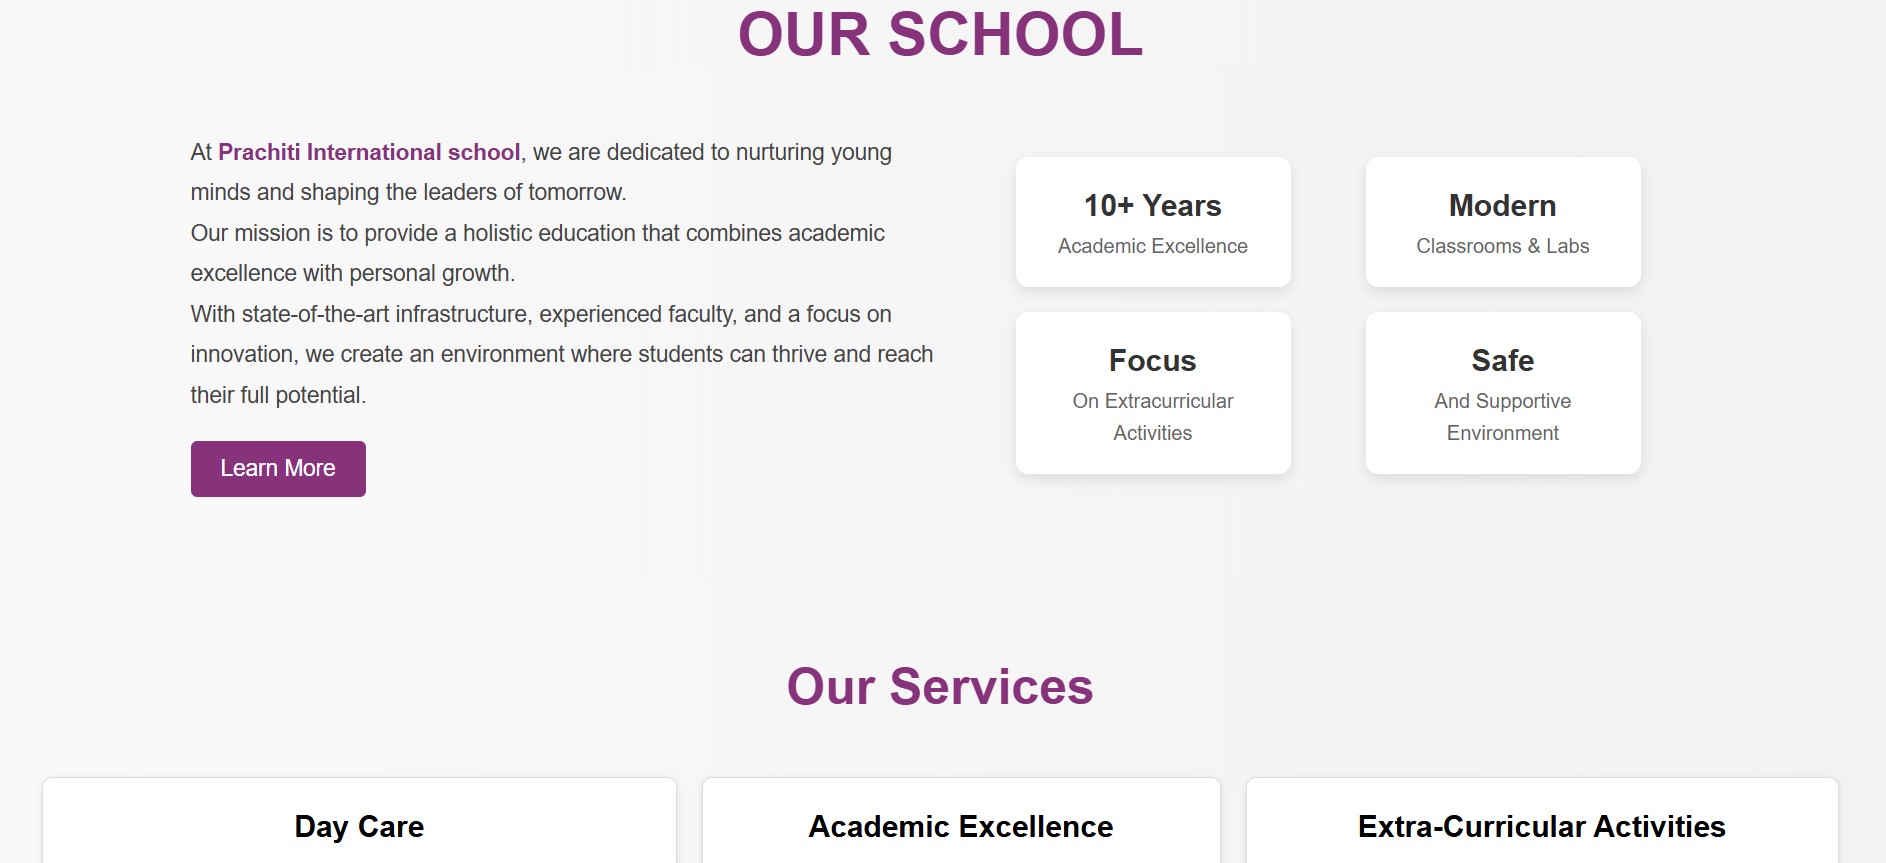 OUR SCHOOL
At Prachiti International school, we are dedicated to nurturing young
minds and shaping the leaders of tomorrow.
Our mission is to provide a holistic education that combines academic
excellence with personal growth.
With state-of-the-art infrastructure, experienced faculty, and a focus on
innovation, we create an environment where students can thrive and reach
their full potential.
Learn More
10+ Years
Academic Excellence
Modern
Classrooms & Labs
Focus
On Extracurricular
Activities
Safe
And Supportive
Environment
Our Services
Day Care
Academic Excellence
Extra-Curricular Activities